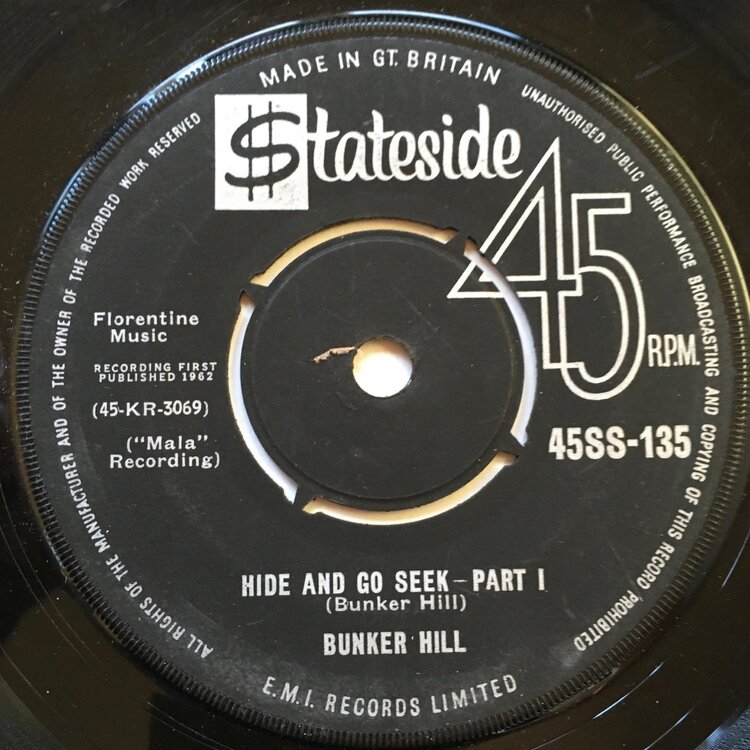 MADE IN GT. BRITAIN
UNAUTHORISED PUBLIC PERFORMANCE BROADCASTING AND COPYING OF THIS RECORD PROHIBITED
ALL RIGHTS OF THE MANUFACTURER AND OF THE OWNER OF THE RECORDED WORK RESERVED
$tateside
45
R.P.M.
Florentine
Music
RECORDING FIRST
PUBLISHED 1962
(45-KR-3069)
("Mala"
Recording)
45SS-135
HIDE AND GO SEEK—PART I
(Bunker Hill)
BUNKER HILL
E.M.I. RECORDS LIMITED